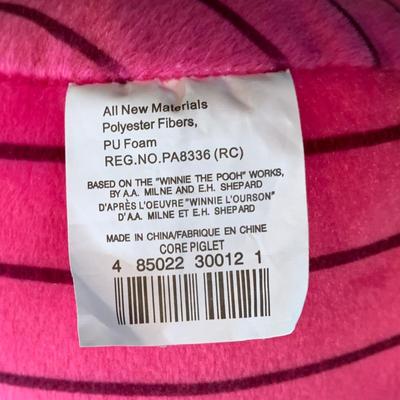 All New Materials
Polyester Fibers,
PU Foam
REG.NO.PA8336 (RC)
BASED ON THE "WINNIE THE POOH" WORKS,
BY A.A. MILNE AND E.H. SHEPARD
D'APRÈS L'OEUVRE "WINNIE L'OURSON"
D'A.A. MILNE ET E.H. SHEPARD
MADE IN CHINA/FABRIQUE EN CHINE
CORE PIGLET
4 85022 30012 1